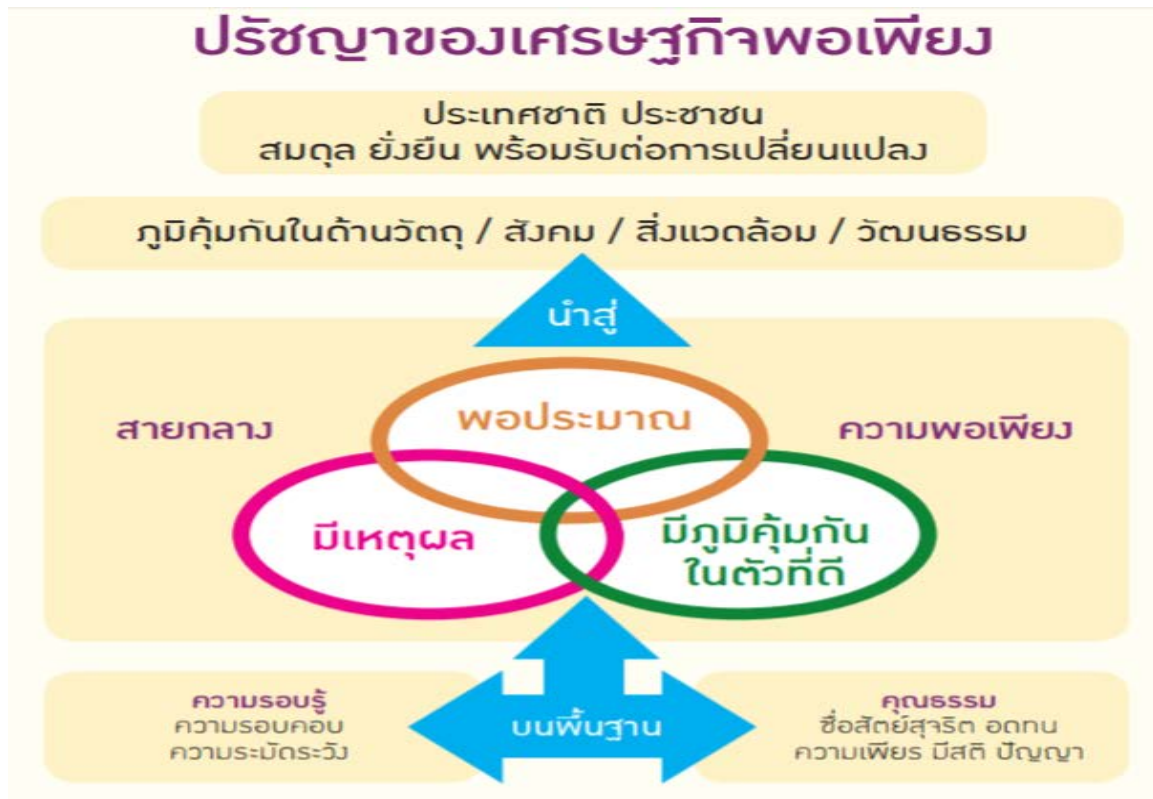 ปรัชญาของเศรษฐกิจพอเพียง
ประเทศชาติ ประชาชน
สมดุล ยั่งยืน พร้อมรับต่อการเปลี่ยนแปลง
ภูมิคุ้มกันในด้านวัตถุ / สังคม / สิ่งแวดล้อม / วัฒนธรรม
นำสู่
พอประมาณ
สายกลาง
ความพอเพียง
มีเหตุผล
มีภูมิคุ้มกัน
ในตัวที่ดี
บนพื้นฐาน
ความรอบรู้
ความรอบคอบ
ความระมัดระวัง
คุณธรรม
ซื่อสัตย์สุจริต อดทน
ความเพียร มีสติ ปัญญา